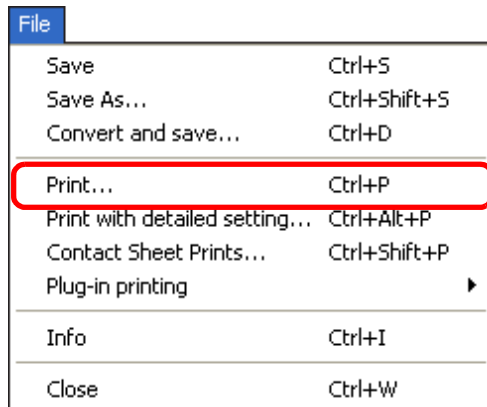 File
Save Ctrl+S
Save As... Ctrl+Shift+S
Convert and save... Ctrl+D
Print... Ctrl+P
Print with detailed setting... Ctrl+Alt+P
Contact Sheet Prints... Ctrl+Shift+P
Plug-in printing
Info Ctrl+I
Close Ctrl+W